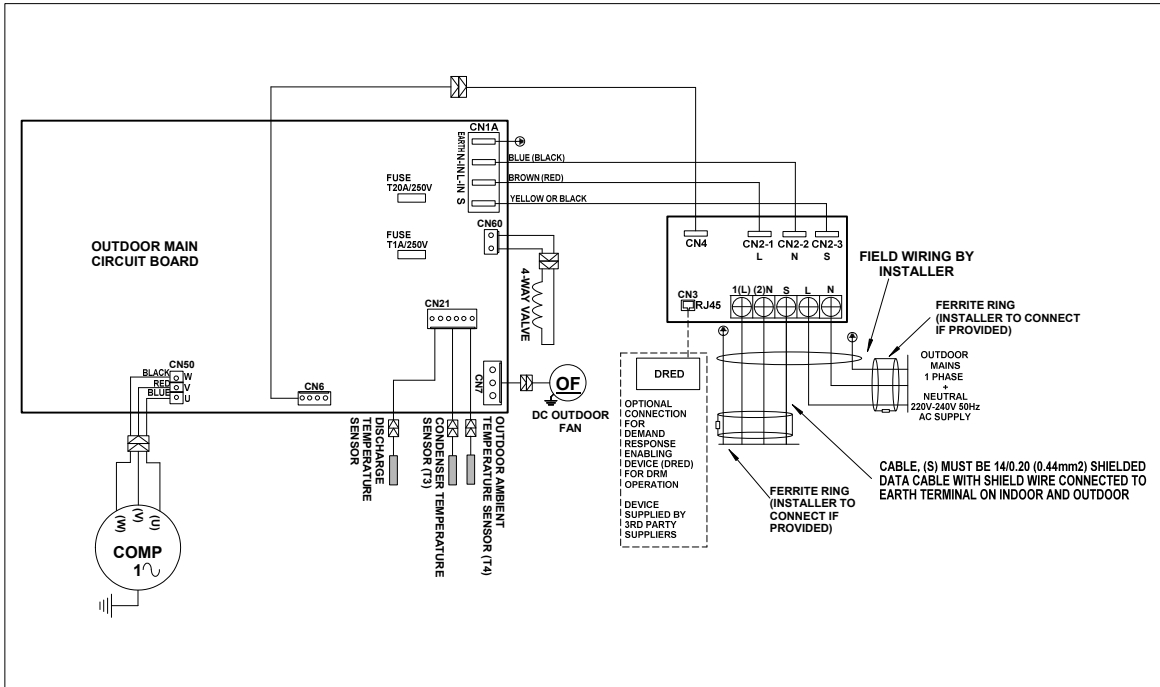 CN1A
EARTH
N-IN
L-IN
S
BLUE (BLACK)
BROWN (RED)
YELLOW OR BLACK
FUSE
T20A/250V
FUSE
T1A/250V
CN60
4-WAY VALVE
OUTDOOR MAIN
CIRCUIT BOARD
CN21
CN7
CN6
CN50
BLACK
W
RED
V
BLUE
U
OF
DC OUTDOOR
FAN
DISCHARGE
TEMPERATURE
SENSOR
CONDENSER TEMPERATURE
SENSOR (T3)
OUTDOOR AMBIENT
TEMPERATURE SENSOR (T4)
W
V
U
COMP
1
CN4
CN2-1
L
CN2-2
N
CN2-3
S
CN3
RJ45
1(L)
(2)N
S
L
N
FIELD WIRING BY
INSTALLER
FERRITE RING
(INSTALLER TO CONNECT
IF PROVIDED)
OUTDOOR
MAINS
1 PHASE
+
NEUTRAL
220V-240V 50Hz
AC SUPPLY
DRED
OPTIONAL
CONNECTION
FOR
DEMAND
RESPONSE
ENABLING
DEVICE (DRED)
FOR DRM
OPERATION
DEVICE
SUPPLIED BY
3RD PARTY
SUPPLIERS
FERRITE RING
(INSTALLER TO
CONNECT IF
PROVIDED)
CABLE, (S) MUST BE 14/0.20 (0.44mm2) SHIELDED
DATA CABLE WITH SHIELD WIRE CONNECTED TO
EARTH TERMINAL ON INDOOR AND OUTDOOR